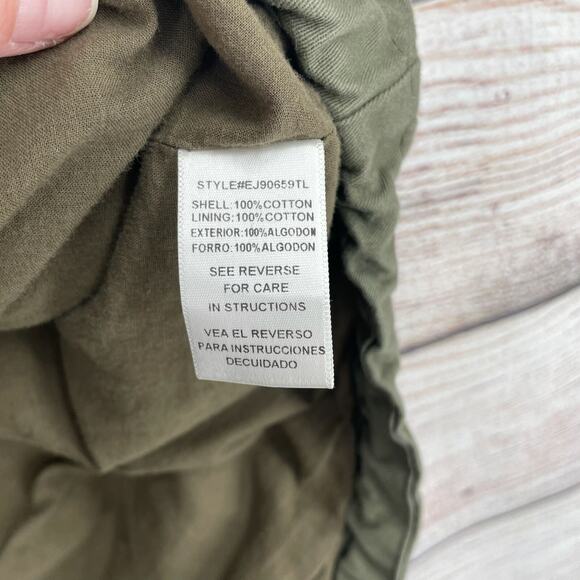 STYLE#EJ90659TL
SHELL:100%COTTON
LINING:100%COTTON
EXTERIOR:100%ALGODON
FORRO:100%ALGODON
SEE REVERSE
FOR CARE
IN STRUCTIONS
VEA EL REVERSO
PARA INSTRUCCIONES
DECUIDADO